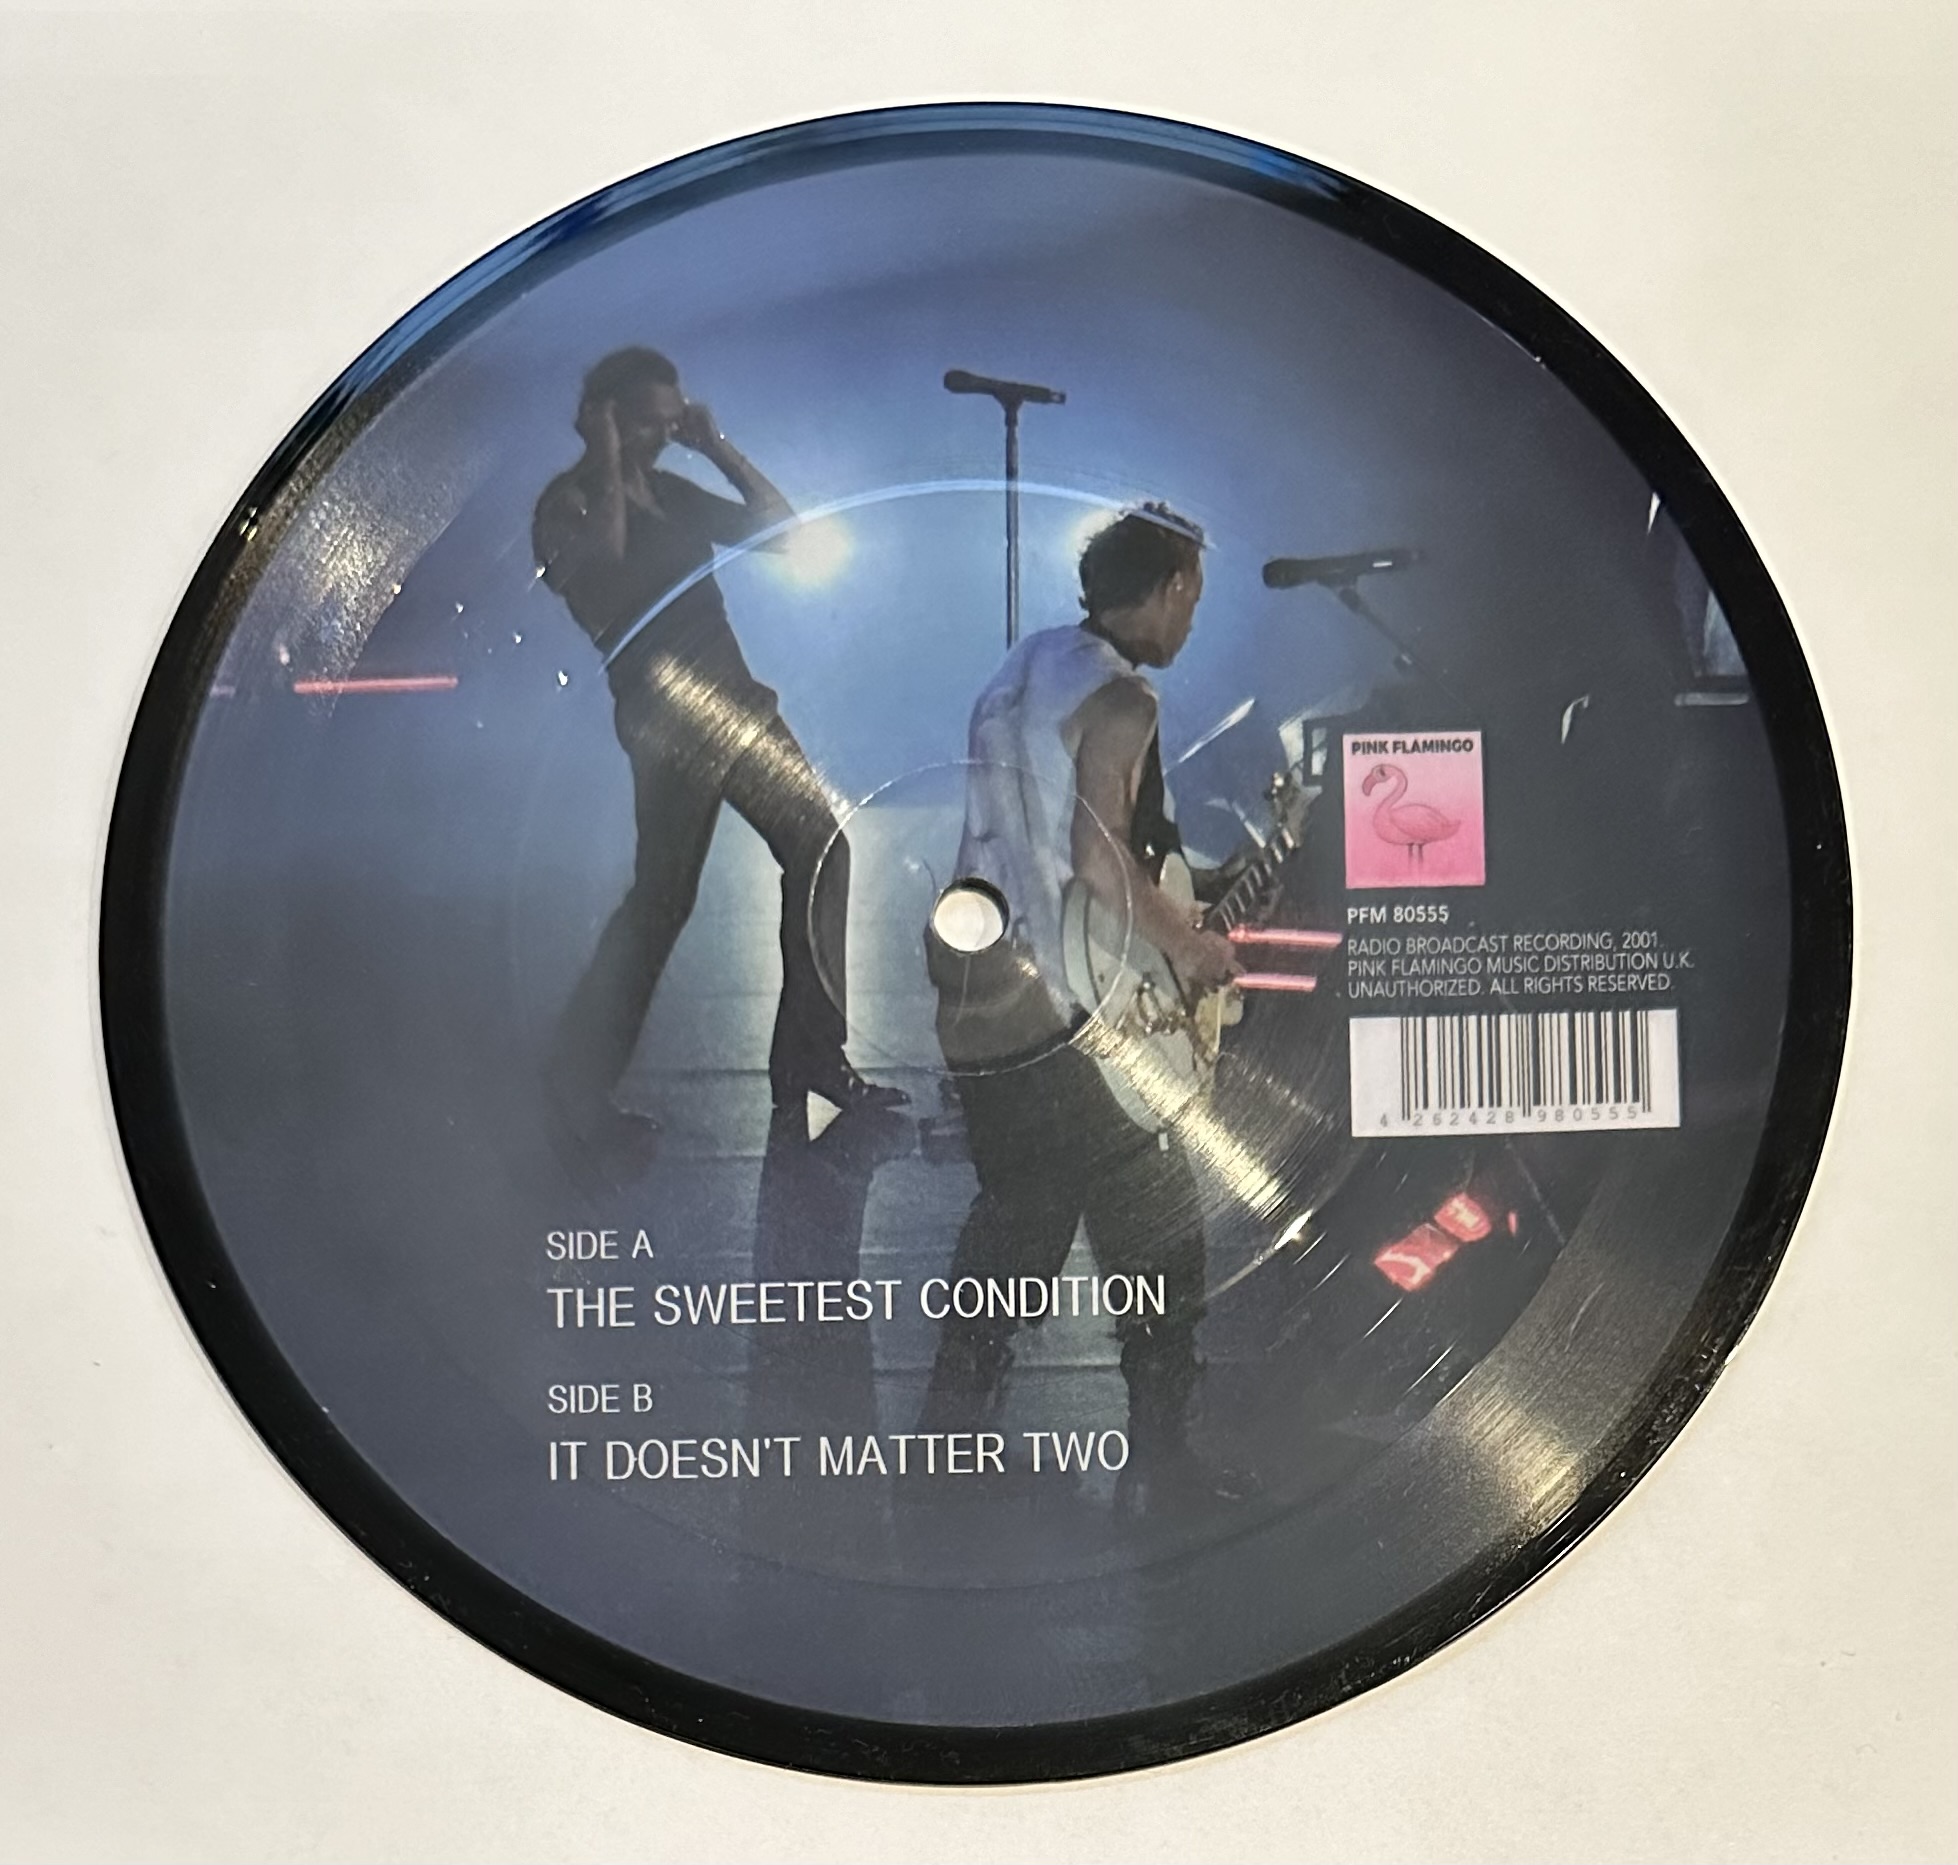 PINK FLAMINGO
PFM 80555
RADIO BROADCAST RECORDING, 2001.
PINK FLAMINGO MUSIC DISTRIBUTION U.K.
UNAUTHORIZED. ALL RIGHTS RESERVED.
4 262428 980555
SIDE A
THE SWEETEST CONDITION
SIDE B
IT DOESN'T MATTER TWO